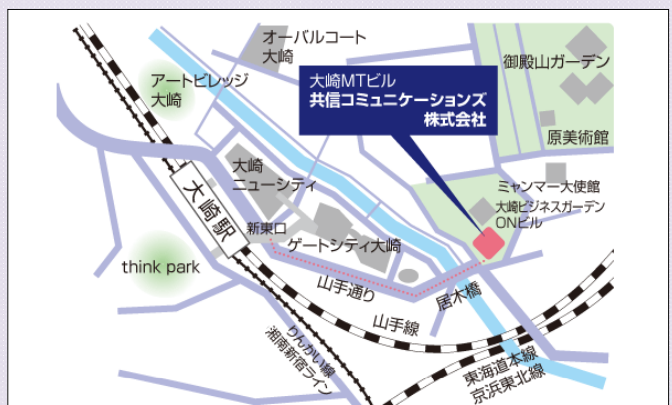 オーバルコート
大崎
アートビレッジ
大崎
大崎MTビル
共信コミュニケーションズ
株式会社
御殿山ガーデン
原美術館
大崎
ニューシティ
ミャンマー大使館
大崎ビジネスガーデン
ONビル
大崎駅
新東口
ゲートシティ大崎
think park
山手通り
居木橋
山手線
りんかい線
湘南新宿ライン
東海道本線
京浜東北線